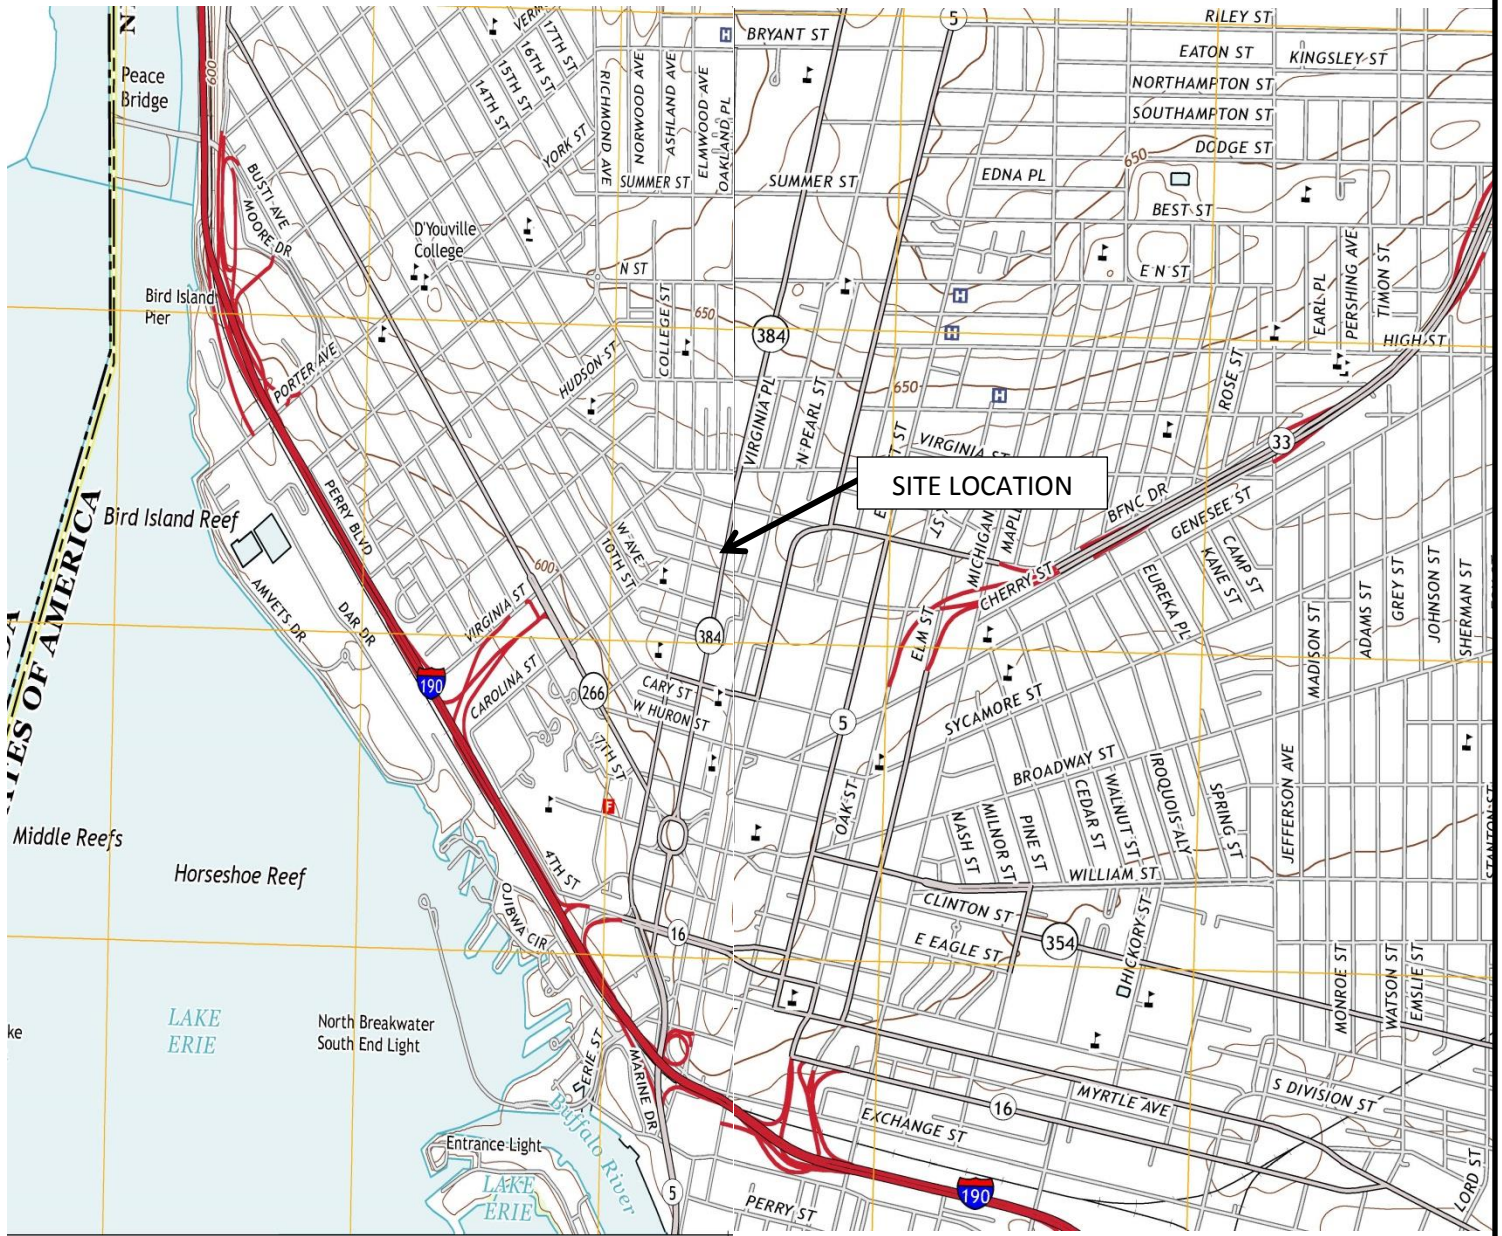 BRYANT ST
5
RILEY ST
EATON ST
KINGSLEY ST
NORTHAMPTON ST
SOUTHAMPTON ST
DODGE ST
650
EDNA PL
BEST ST
E N ST
17TH ST
16TH ST
15TH ST
14TH ST
YORK ST
RICHMOND AVE
NORWOOD AVE
ASHLAND AVE
ELMWOOD AVE
OAKLAND PL
H
SUMMER ST
SUMMER ST
600
Peace
Bridge
BUSTI AVE
MOORE DR
D'Youville
College
N ST
Bird Island
Pier
PORTER AVE
HUDSON ST
COLLEGE ST
650
384
VIRGINIA PL
N PEARL ST
650
H
H
H
EARL PL
PERSHING AVE
TIMON ST
HIGH ST
ROSE ST
33
VIRGINIA ST
SITE LOCATION
MICHIGAN
BFNC DR
GENESEE ST
CHERRY ST
ELM ST
CAMP ST
KANE ST
EUREKA PL
MADISON ST
ADAMS ST
GREY ST
JOHNSON ST
SHERMAN ST
Bird Island Reef
PERRY BLVD
W AVE
10TH ST
600
AMVETS DR
DAR DR
VIRGINIA ST
CAROLINA ST
190
266
384
CARY ST
W HURON ST
5
SYCAMORE ST
7TH ST
F
BROADWAY ST
OAK ST
NASH ST
MILNOR ST
PINE ST
CEDAR ST
WALNUT ST
IROQUOIS ALY
SPRING ST
JEFFERSON AVE
STANTON ST
ATES OF AMERICA
Middle Reefs
Horseshoe Reef
4TH ST
OJIBWA CIR
WILLIAM ST
CLINTON ST
E EAGLE ST
354
HICKORY ST
16
MONROE ST
WATSON ST
EMSLIE ST
LAKE
ERIE
North Breakwater
South End Light
ke
ERIE ST
MARINE DR
Buffalo River
Entrance Light
LAKE
ERIE
5
EXCHANGE ST
MYRTLE AVE
16
S DIVISION ST
190
PERRY ST
LORD ST